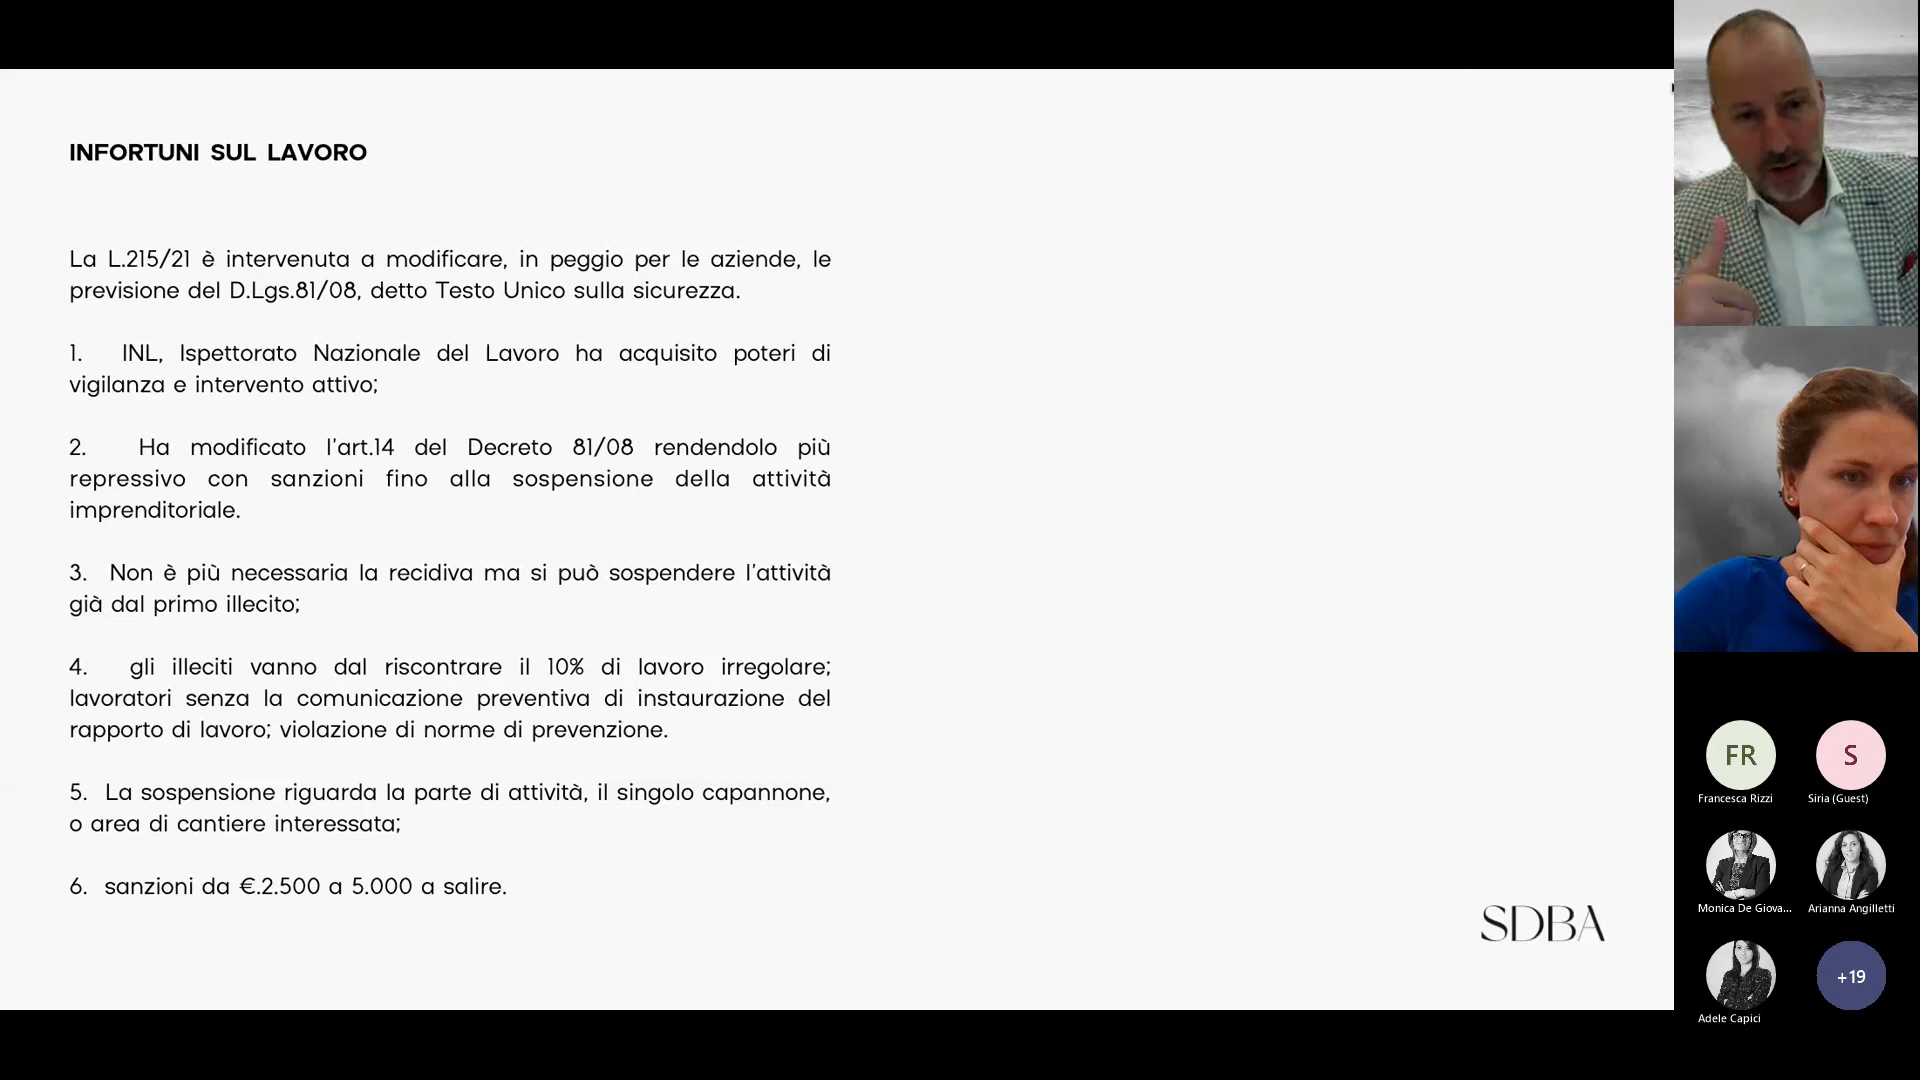 INFORTUNI SUL LAVORO
La L.215/21 è intervenuta a modificare, in peggio per le aziende, le
previsione del D.Lgs.81/08, detto Testo Unico sulla sicurezza.
1. INL, Ispettorato Nazionale del Lavoro ha acquisito poteri di
vigilanza e intervento attivo;
2. Ha modificato l'art.14 del Decreto 81/08 rendendolo più
repressivo con sanzioni fino alla sospensione della attività
imprenditoriale.
3. Non è più necessaria la recidiva ma si può sospendere l'attività
già dal primo illecito;
4. gli illeciti vanno dal riscontrare il 10% di lavoro irregolare;
lavoratori senza la comunicazione preventiva di instaurazione del
rapporto di lavoro; violazione di norme di prevenzione.
5. La sospensione riguarda la parte di attività, il singolo capannone,
o area di cantiere interessata;
6. sanzioni da €.2.500 a 5.000 a salire.
SDBA
FR
S
Francesca Rizzi
Siria (Guest)
Monica De Giova...
Arianna Angilletti
+19
Adele Capici